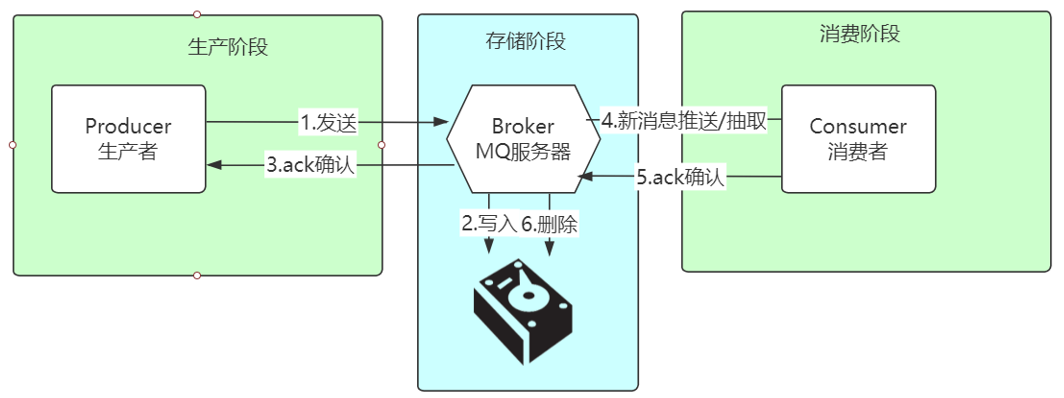 生产阶段
存储阶段
消费阶段
Producer
生产者
1.发送
3.ack确认
Broker
MQ服务器
4.新消息推送/抽取
5.ack确认
Consumer
消费者
2.写入
6.删除